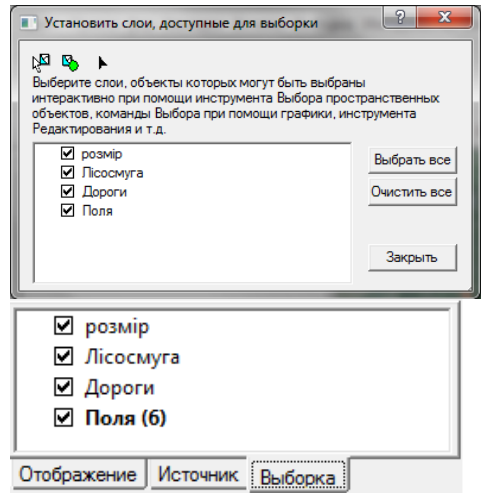 Установить слои, доступные для выборки
Выберите слои, объекты которых могут быть выбраны
интерактивно при помощи инструмента Выбора пространственных
объектов, команды Выбора при помощи графики, инструмента
Редактирования и т.д.
розмір
Лісосмуга
Дороги
Поля
Выбрать все
Очистить все
Закрыть
розмір
Лісосмуга
Дороги
Поля (6)
Отображение Источник Выборка